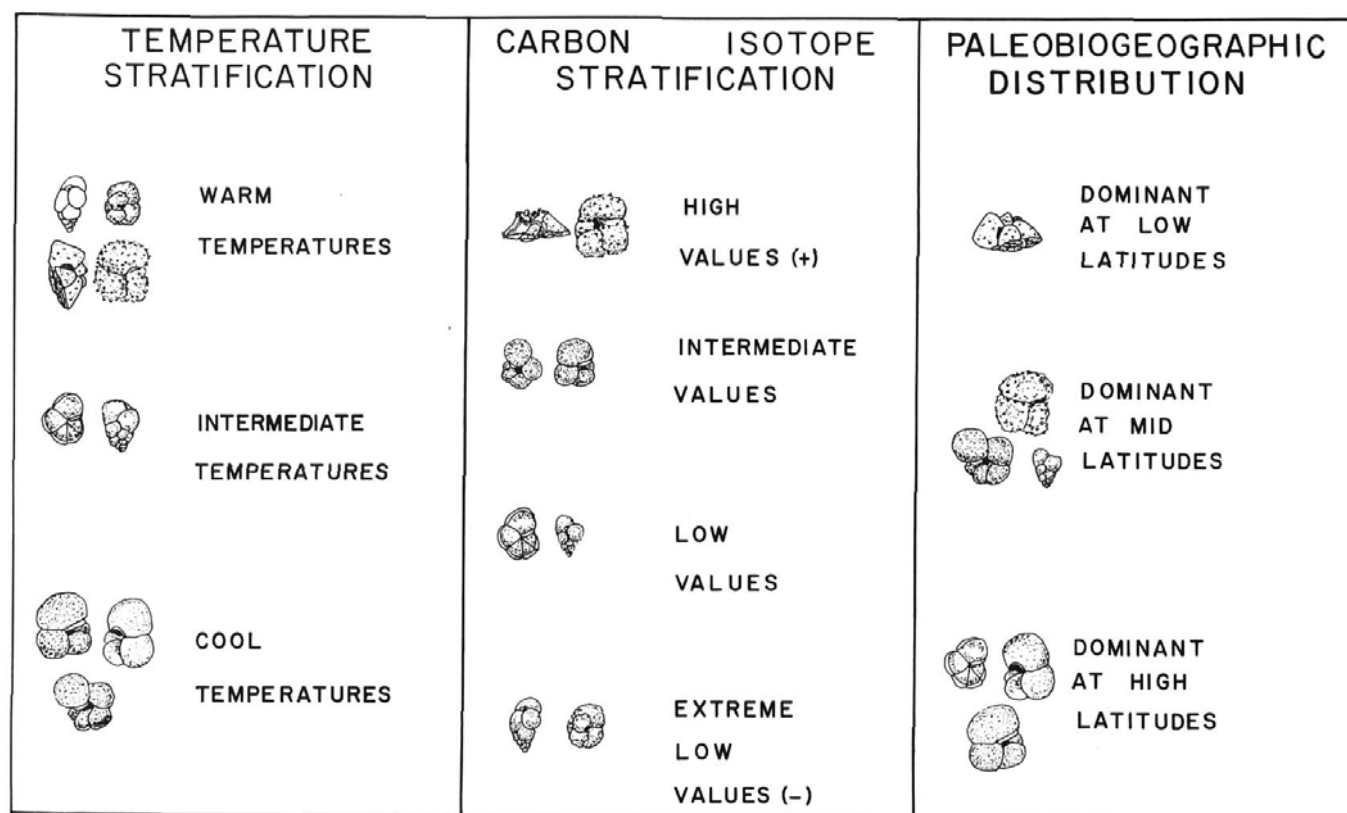 TEMPERATURE
STRATIFICATION
WARM
TEMPERATURES
INTERMEDIATE
TEMPERATURES
COOL
TEMPERATURES
CARBON ISOTOPE
STRATIFICATION
HIGH
VALUES (+)
INTERMEDIATE
VALUES
LOW
VALUES
EXTREME
LOW
VALUES (-)
PALEOBIOGEOGRAPHIC
DISTRIBUTION
DOMINANT
AT LOW
LATITUDES
DOMINANT
AT MID
LATITUDES
DOMINANT
AT HIGH
LATITUDES